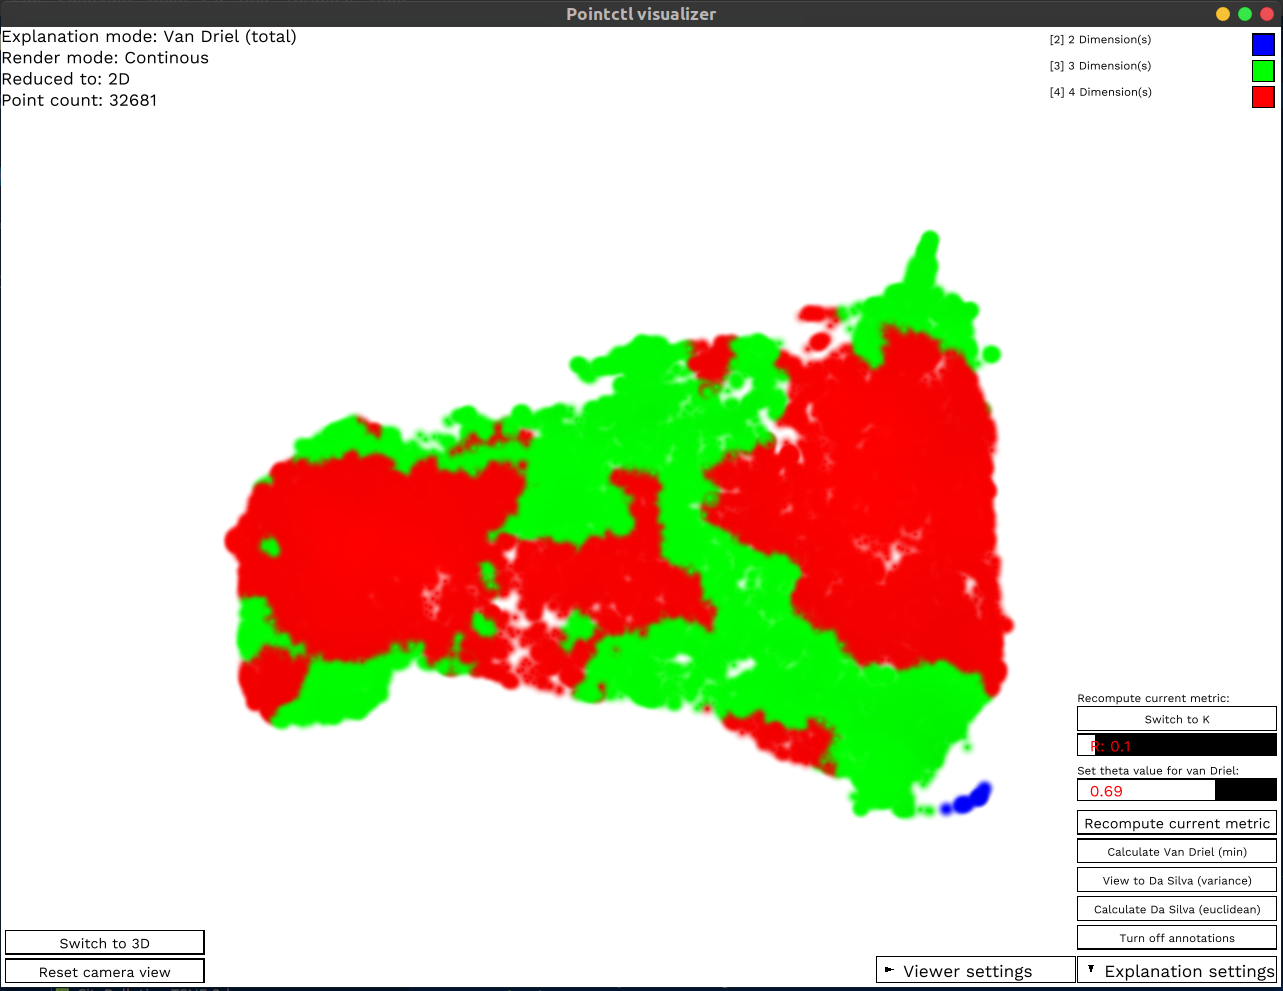 Pointctl visualizer
Explanation mode: Van Driel (total)
Render mode: Continous
Reduced to: 2D
Point count: 32681
[2] 2 Dimension(s)
[3] 3 Dimension(s)
[4] 4 Dimension(s)
Recompute current metric:
Switch to K
R: 0.1
Set theta value for van Driel:
0.69
Recompute current metric
Calculate Van Driel (min)
View to Da Silva (variance)
Calculate Da Silva (euclidean)
Turn off annotations
Switch to 3D
Reset camera view
Viewer settings
Explanation settings